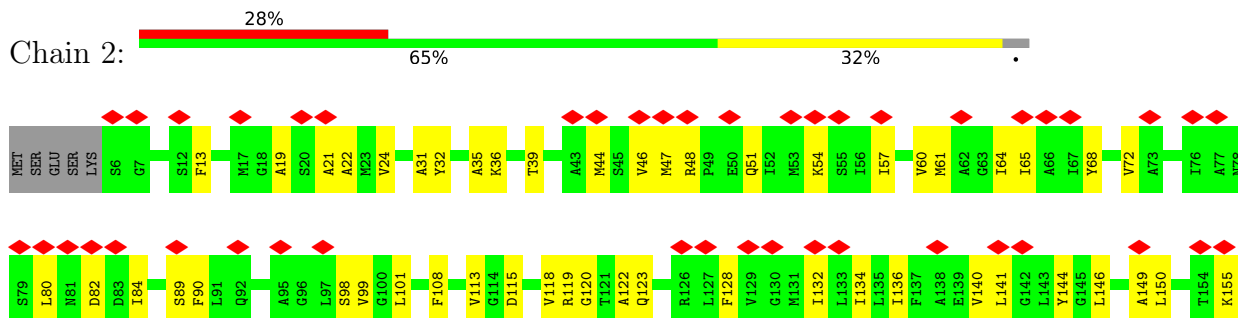 28%
Chain 2:
65% 32% •
MET SER GLU SER LYS S6 G7 S12 F13 M17 G18 A19 S20 A21 A22 M23 V24 A31 Y32 A35 K36 T39 A43 M44 S45 V46 M47 R48 P49 E50 Q51 I52 M53 K54 S55 I56 I57 V60 M61 A62 G63 I64 I65 A66 I67 Y68 V72 A73 I76 A77 N78
S79 L80 N81 D82 D83 I84 S89 F90 L91 Q92 A95 G96 L97 S98 V99 G100 L101 F108 V113 G114 D115 V118 R119 G120 T121 A122 Q123 R126 L127 F128 V129 G130 M131 I132 L133 I134 L135 I136 F137 A138 E139 V140 L141 G142 L143 Y144 G145 L146 A149 L150 T154 K155